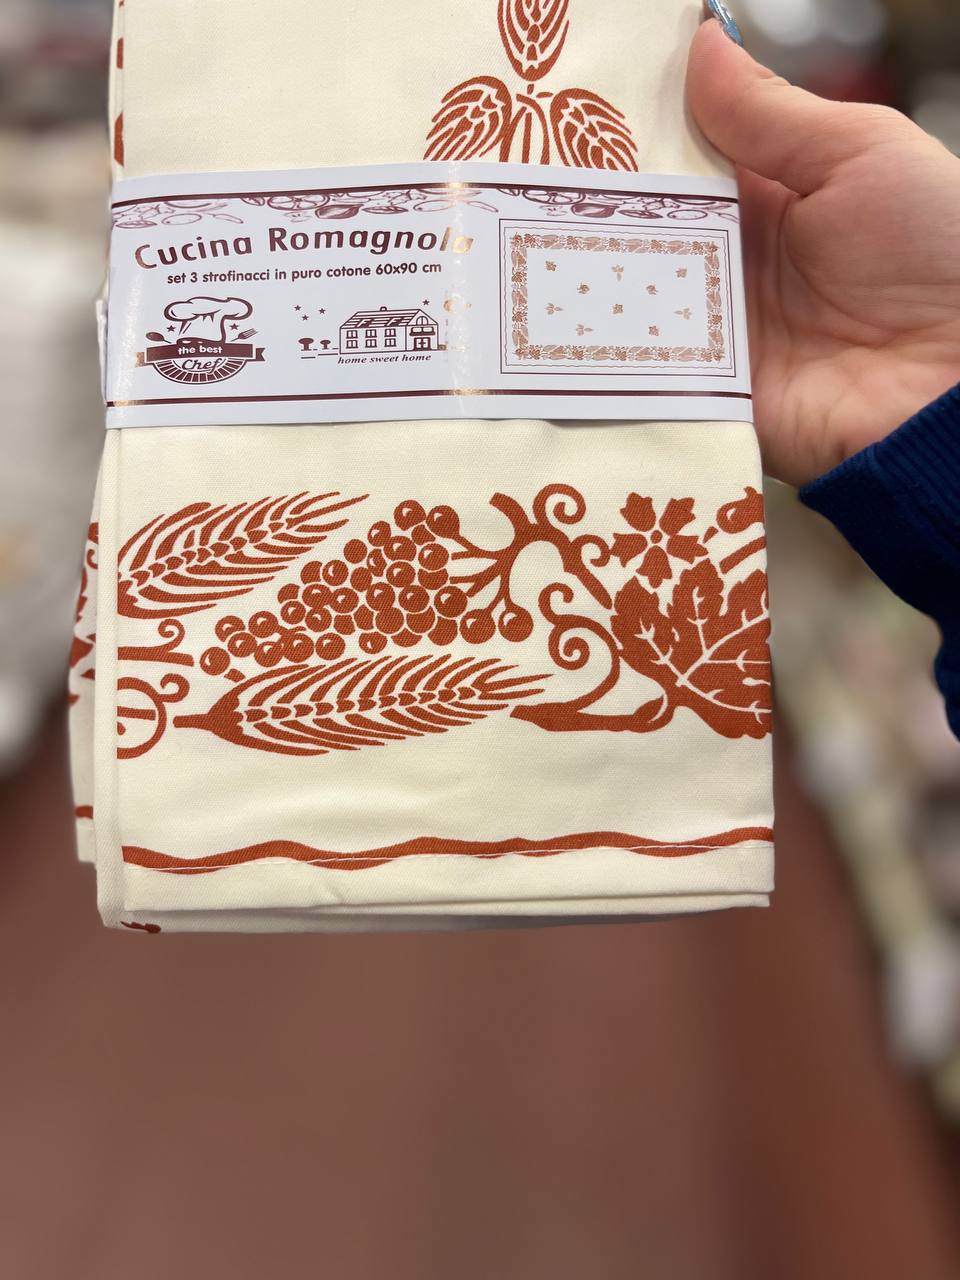 Cucina Romagnola
set 3 strofinacci in puro cotone 60x90 cm
the best
Chef
home sweet home